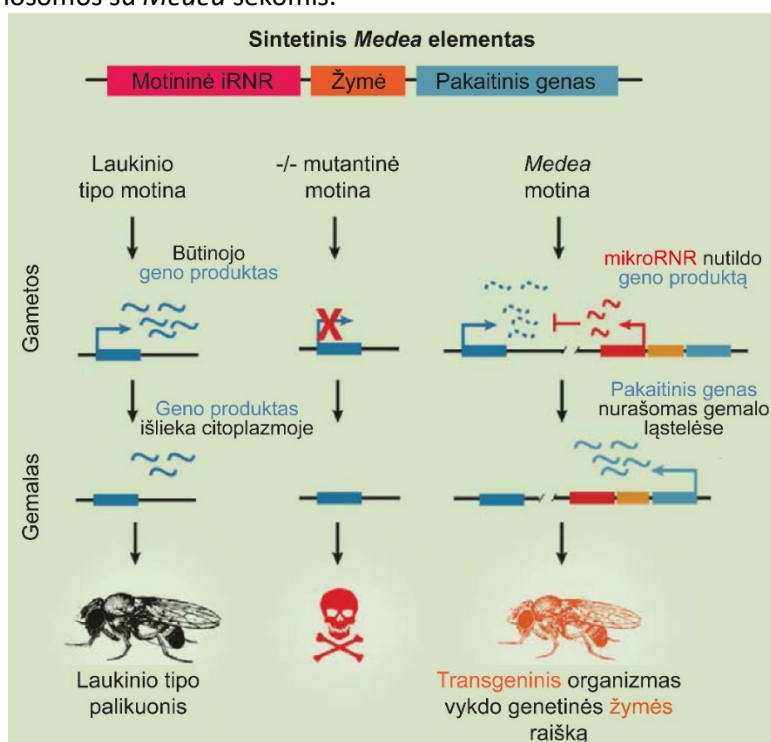 Sintetinis Medea elementas
Motininė iRNR Žymė Pakaitinis genas
Laukinio
tipo motina
-/- mutantinė
motina
Medea
motina
Gametos
Būtinojo
geno produktas
X
mikroRNR nutildo
geno produktą
Gemalas
Geno produktas
išlieka citoplazmoje
Pakaitinis genas
nurašomas gemalo
ląstelėse
Laukinio tipo
palikuonis
Transgeninis organizmas
vykdo genetinės žymės
raišką